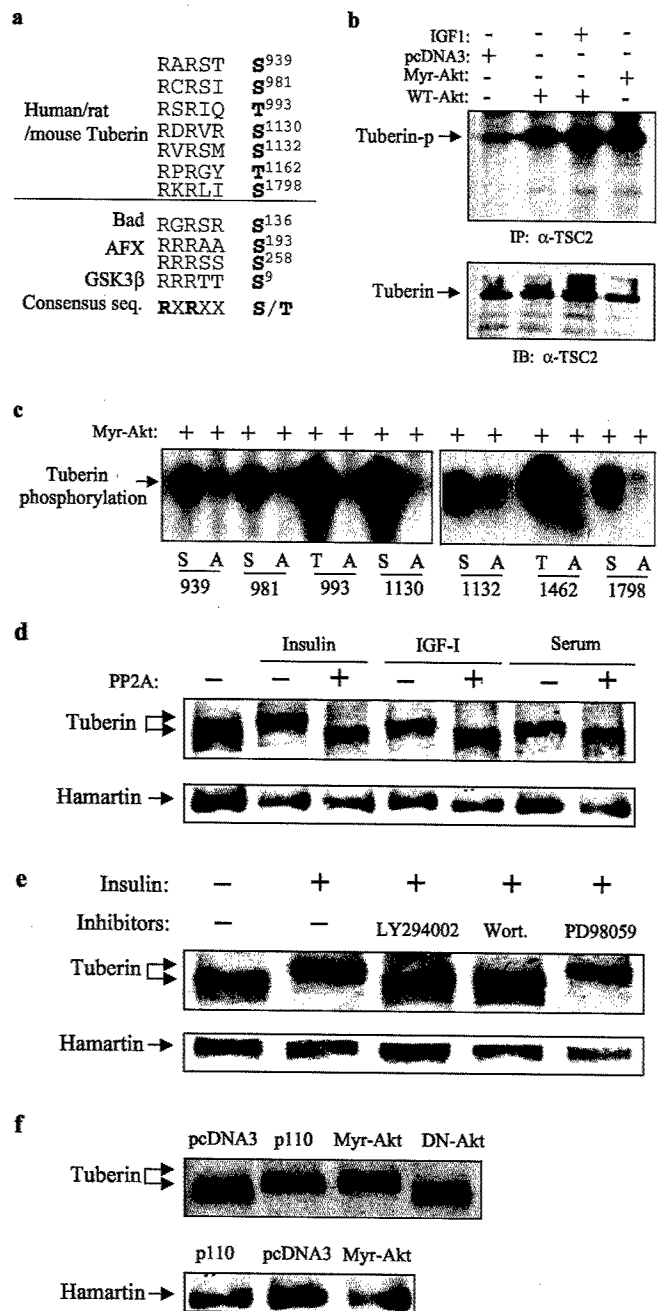 a
Human/rat
/mouse Tuberin
RARST S939
RCRSI S981
RSRIQ T993
RDRVR S1130
RVRSM S1132
RPRGY T1162
RKRLI S1798
Bad RGRSR S136
AFX RRRAA S193
RRRSS S258
GSK3β RRRTT S9
Consensus seq. RXRXX S/T
b
IGF1: - - + -
pcDNA3: + - - -
Myr-Akt: - - - +
WT-Akt: - + + -
Tuberin-p
IP: α-TSC2
Tuberin
IB: α-TSC2
c
Myr-Akt: + + + + + + + + + + + + + +
Tuberin
phosphorylation
S A S A T A S A S A T A S A
939 981 993 1130 1132 1462 1798
d
Insulin IGF-I Serum
PP2A: - - + - + - +
Tuberin
Hamartin
e
Insulin: - + + + +
Inhibitors: - - LY294002 Wort. PD98059
Tuberin
Hamartin
f
pcDNA3 p110 Myr-Akt DN-Akt
Tuberin
p110 pcDNA3 Myr-Akt
Hamartin